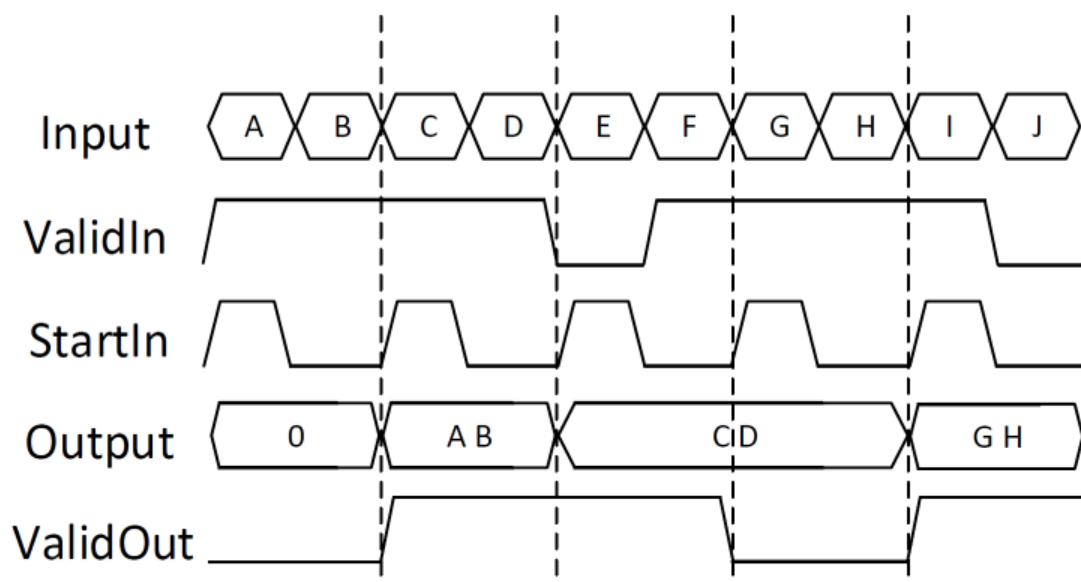 Input A B C D E F G H I J
ValidIn
StartIn
Output 0 A B C D G H
ValidOut